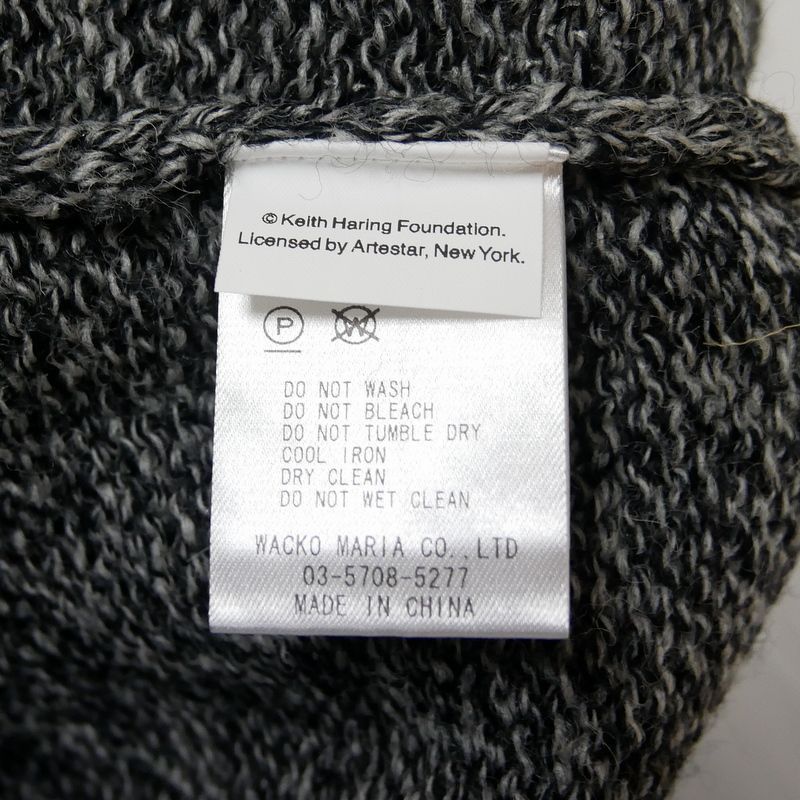 © Keith Haring Foundation.
Licensed by Artestar, New York.
P W
DO NOT WASH
DO NOT BLEACH
DO NOT TUMBLE DRY
COOL IRON
DRY CLEAN
DO NOT WET CLEAN
WACKO MARIA CO.,LTD
03-5708-5277
MADE IN CHINA